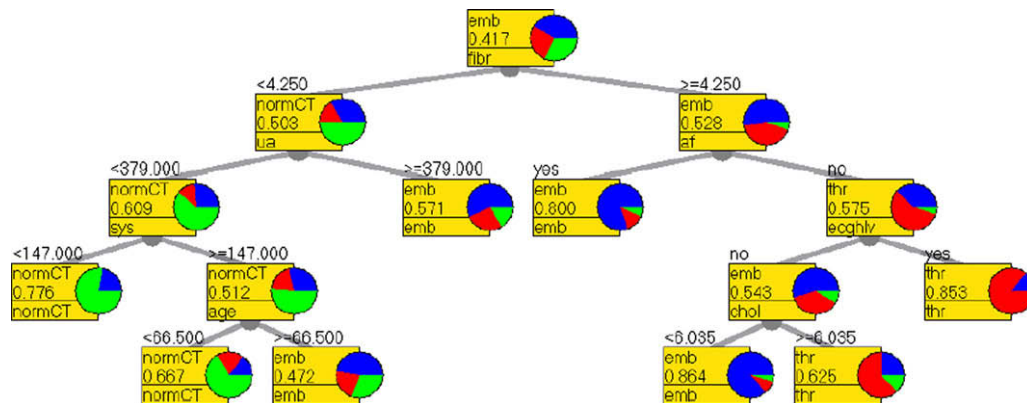 emb
0.417
fibr
<4.250
>=4.250
normCT
0.503
ua
emb
0.528
af
<379.000
>=379.000
yes
no
normCT
0.609
sys
emb
0.571
emb
emb
0.800
emb
thr
0.575
ecghlv
<147.000
>=147.000
no
yes
normCT
0.776
normCT
normCT
0.512
age
emb
0.543
chol
thr
0.853
thr
<66.500
>=66.500
<6.035
>=6.035
normCT
0.667
normCT
emb
0.472
emb
emb
0.864
emb
thr
0.625
thr